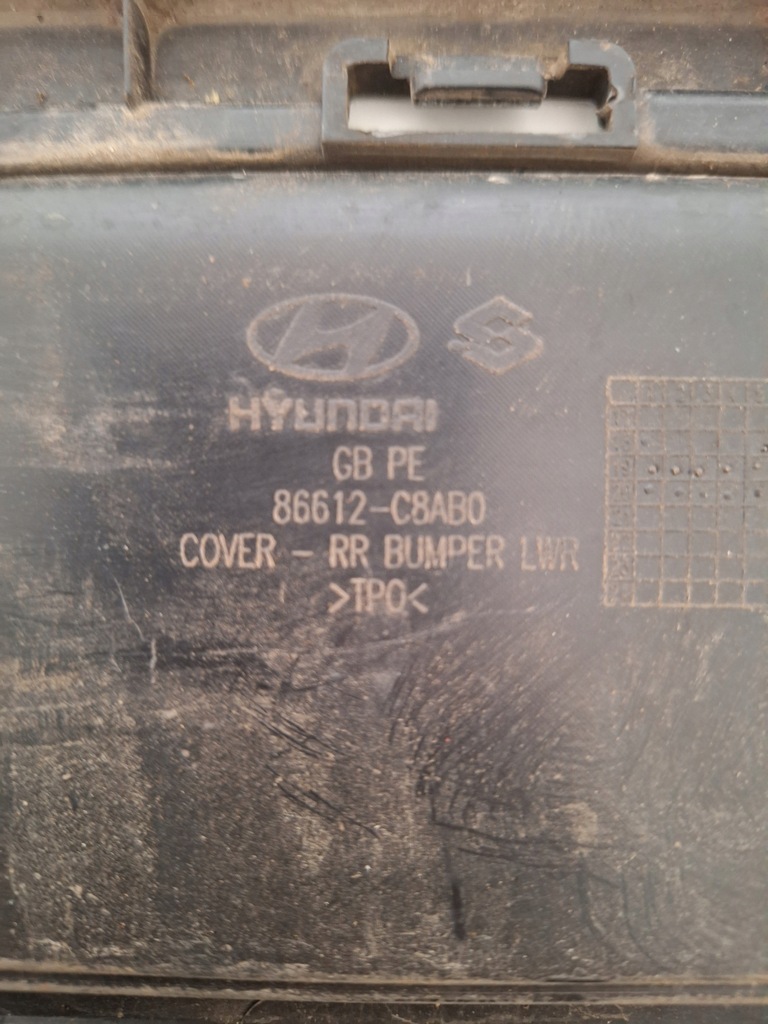 HYUNDAI
GB PE
86612-C8AB0
COVER - RR BUMPER LWR
>TPO<